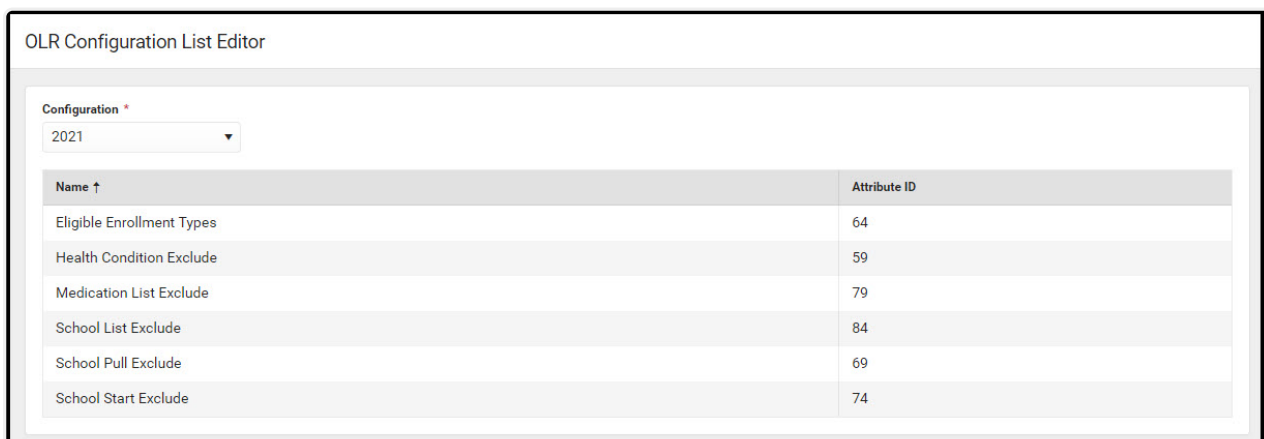 OLR Configuration List Editor
Configuration *
2021
Name ↑ Attribute ID
Eligible Enrollment Types 64
Health Condition Exclude 59
Medication List Exclude 79
School List Exclude 84
School Pull Exclude 69
School Start Exclude 74